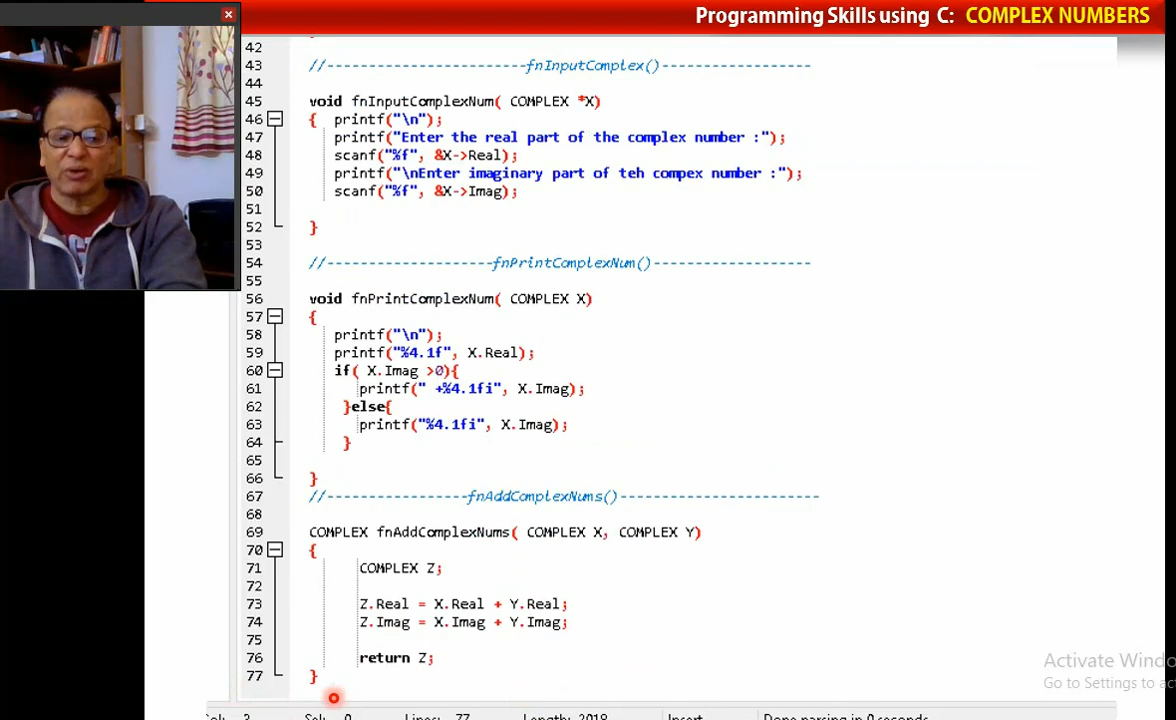 Programming Skills using C: COMPLEX NUMBERS
42
43 //------------------------fnInputComplex()------------------
44
45 void fnInputComplexNum( COMPLEX *X)
46 { printf("\n");
47 printf("Enter the real part of the complex number :");
48 scanf("%f", &X->Real);
49 printf("\nEnter imaginary part of teh compex number :");
50 scanf("%f", &X->Imag);
51
52 }
53
54 //--------------------fnPrintComplexNum()-------------------
55
56 void fnPrintComplexNum( COMPLEX X)
57 {
58 printf("\n");
59 printf("%4.1f", X.Real);
60 if( X.Imag >0){
61 printf(" +%4.1fi", X.Imag);
62 }else{
63 printf("%4.1fi", X.Imag);
64 }
65
66 }
67 //-----------------fnAddComplexNums()------------------------
68
69 COMPLEX fnAddComplexNums( COMPLEX X, COMPLEX Y)
70 {
71 COMPLEX Z;
72
73 Z.Real = X.Real + Y.Real;
74 Z.Imag = X.Imag + Y.Imag;
75
76 return Z;
77 }
Activate Windo
Go to Settings to ac
Sel: 0 Lines: 77 Length: 2018 Insert Done parsing in 0 seconds